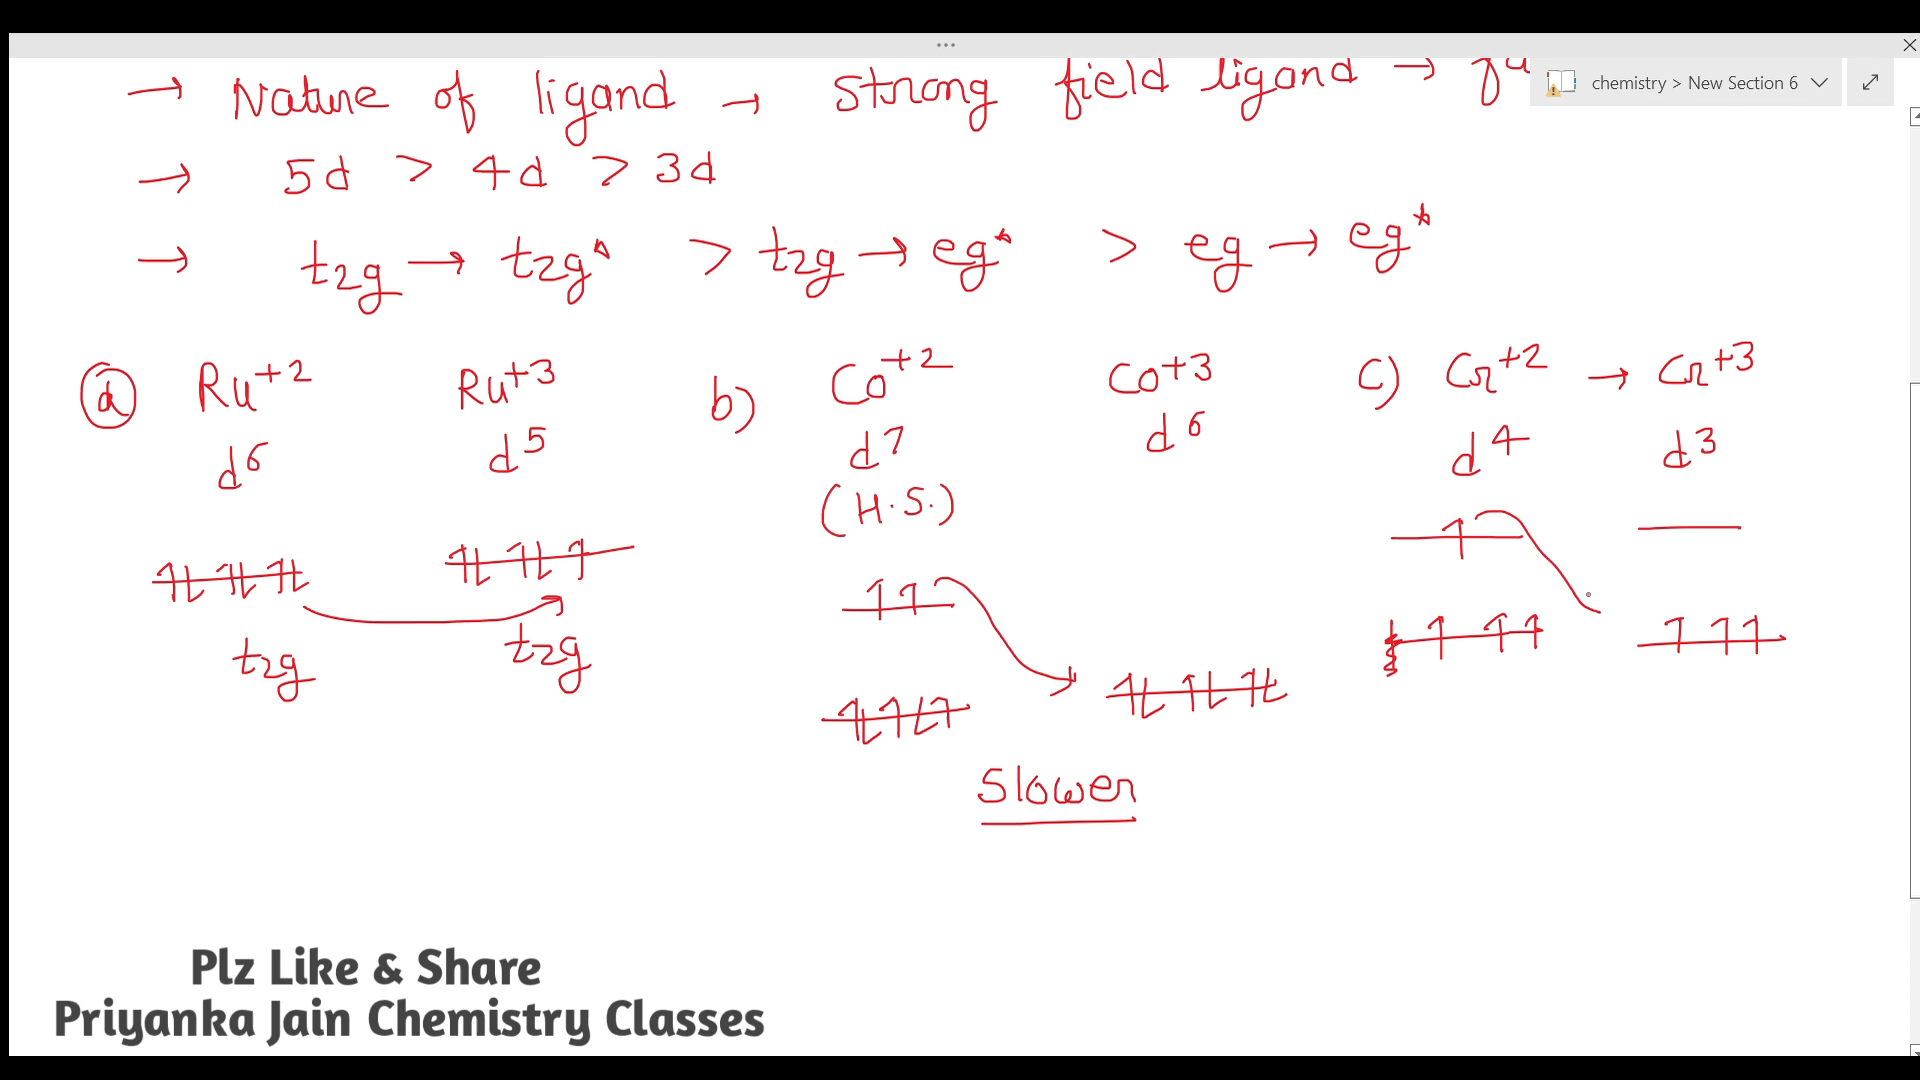 → Nature of ligand → strong field ligand →
chemistry > New Section 6
→ 5d > 4d > 3d
→ t2g → t2g* > t2g → eg* > eg → eg*
a Ru+2 Ru+3 b) Co+2 Co+3 c) Cr+2 → Cr+3
d6 d5 d7 d6 d4 d3
(H.S.)
t2g t2g
Slower
Plz Like & Share
Priyanka Jain Chemistry Classes